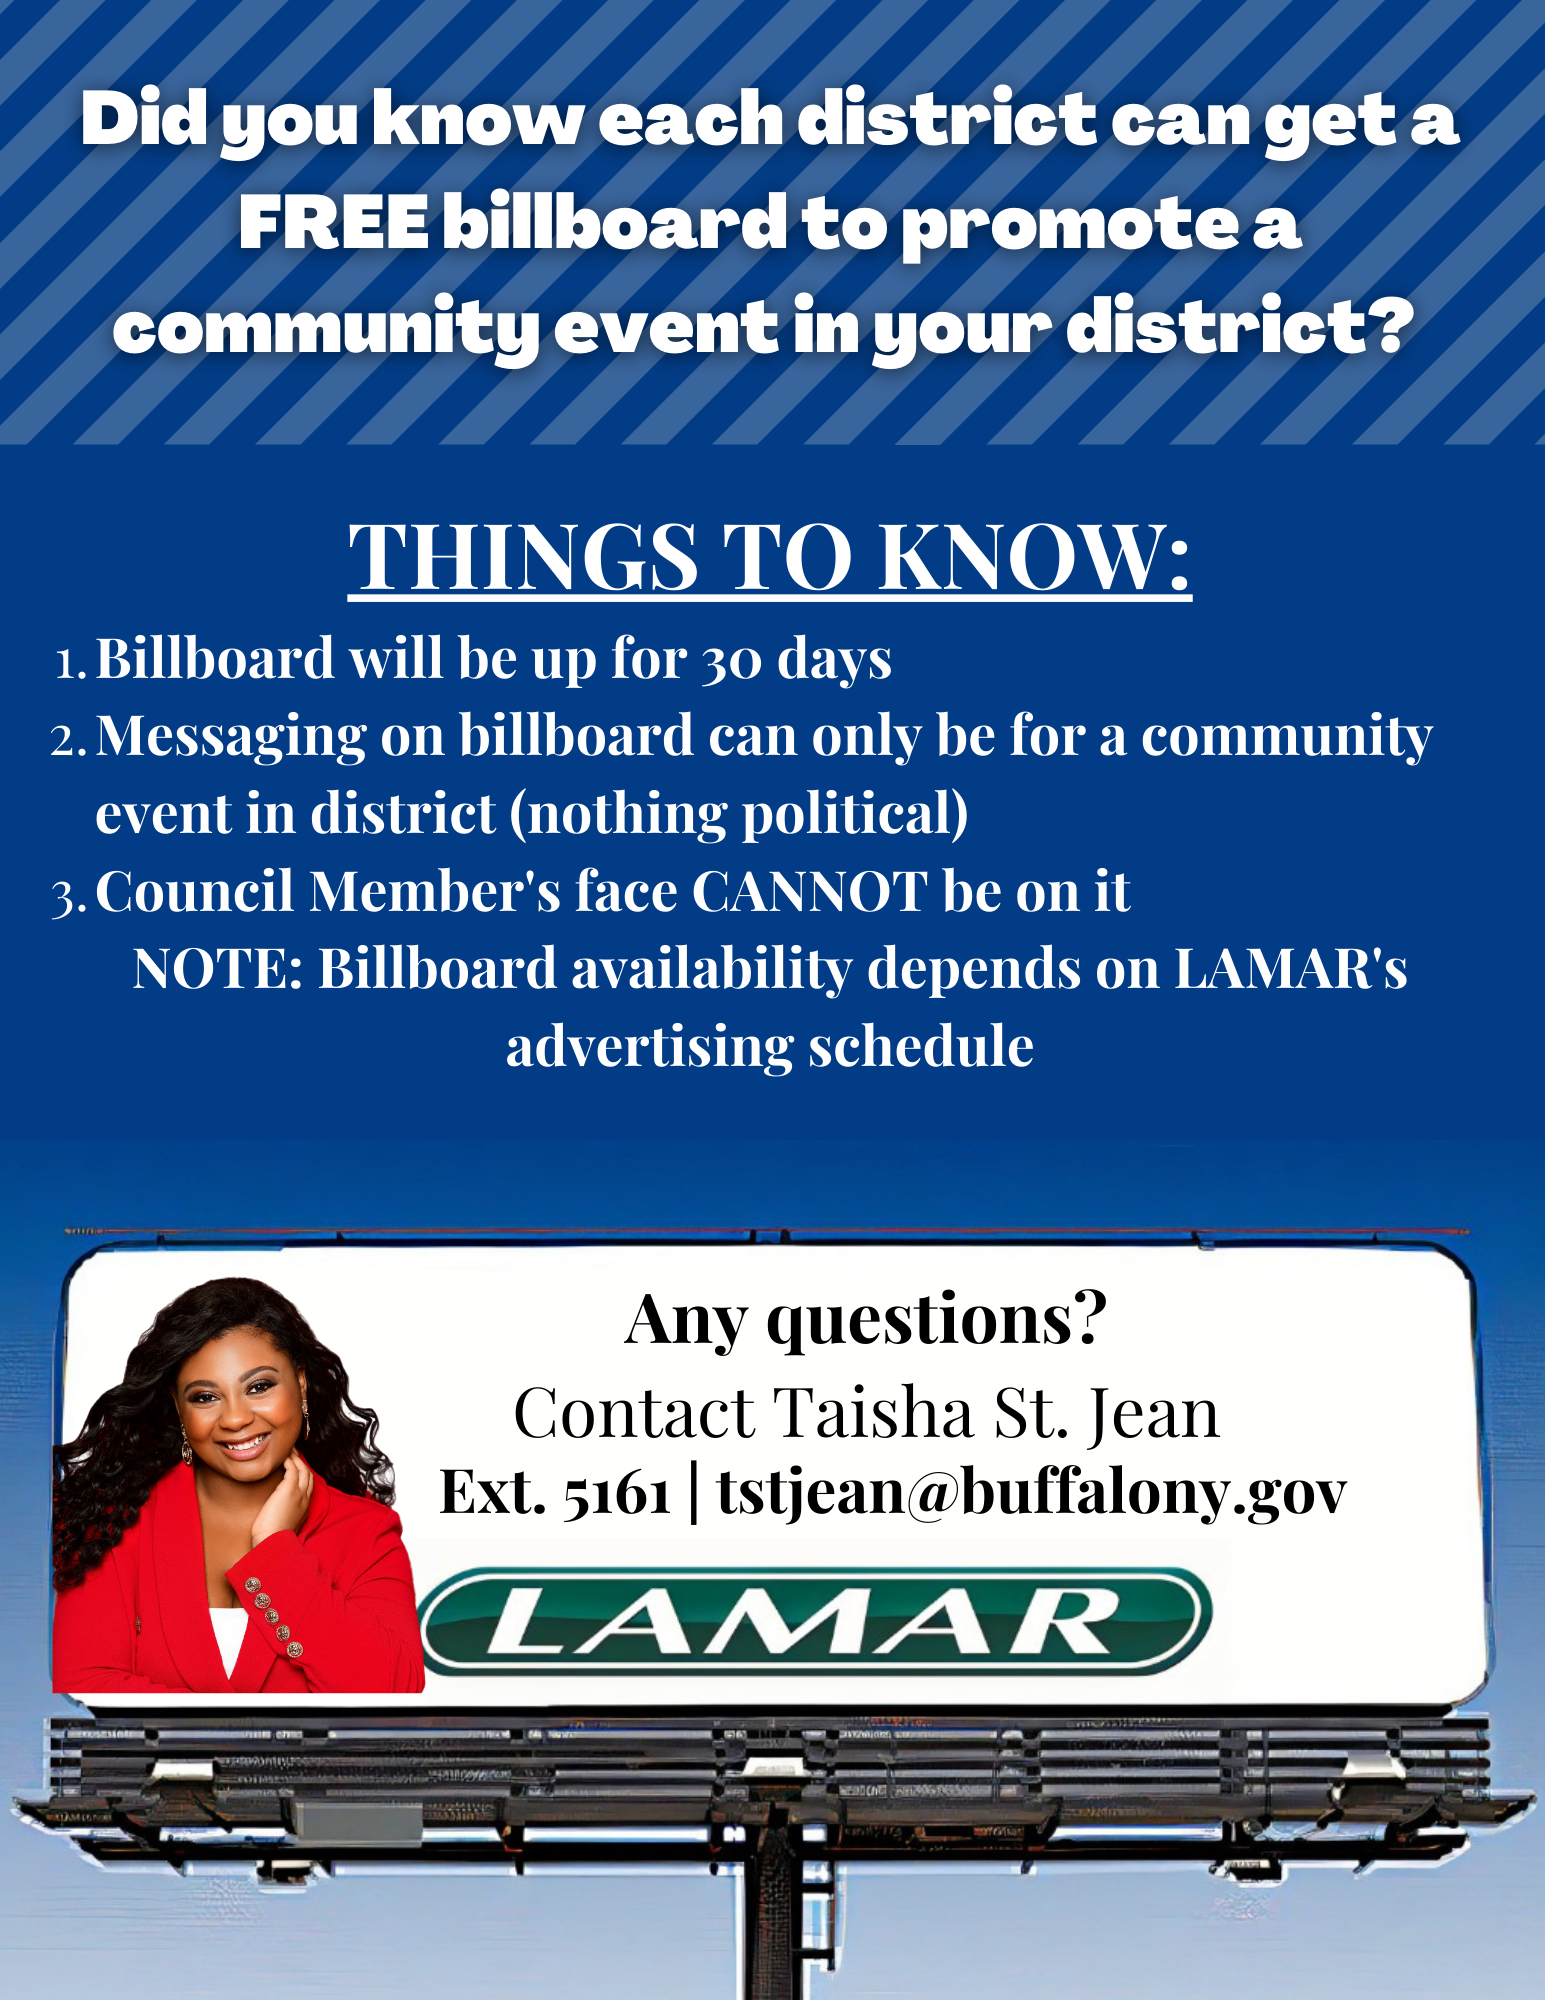 Did you know each district can get a
FREE billboard to promote a
community event in your district?
THINGS TO KNOW:
1. Billboard will be up for 30 days
2. Messaging on billboard can only be for a community
event in district (nothing political)
3. Council Member's face CANNOT be on it
NOTE: Billboard availability depends on LAMAR's
advertising schedule
Any questions?
Contact Taisha St. Jean
Ext. 5161 | tstjean@buffalony.gov
LAMAR